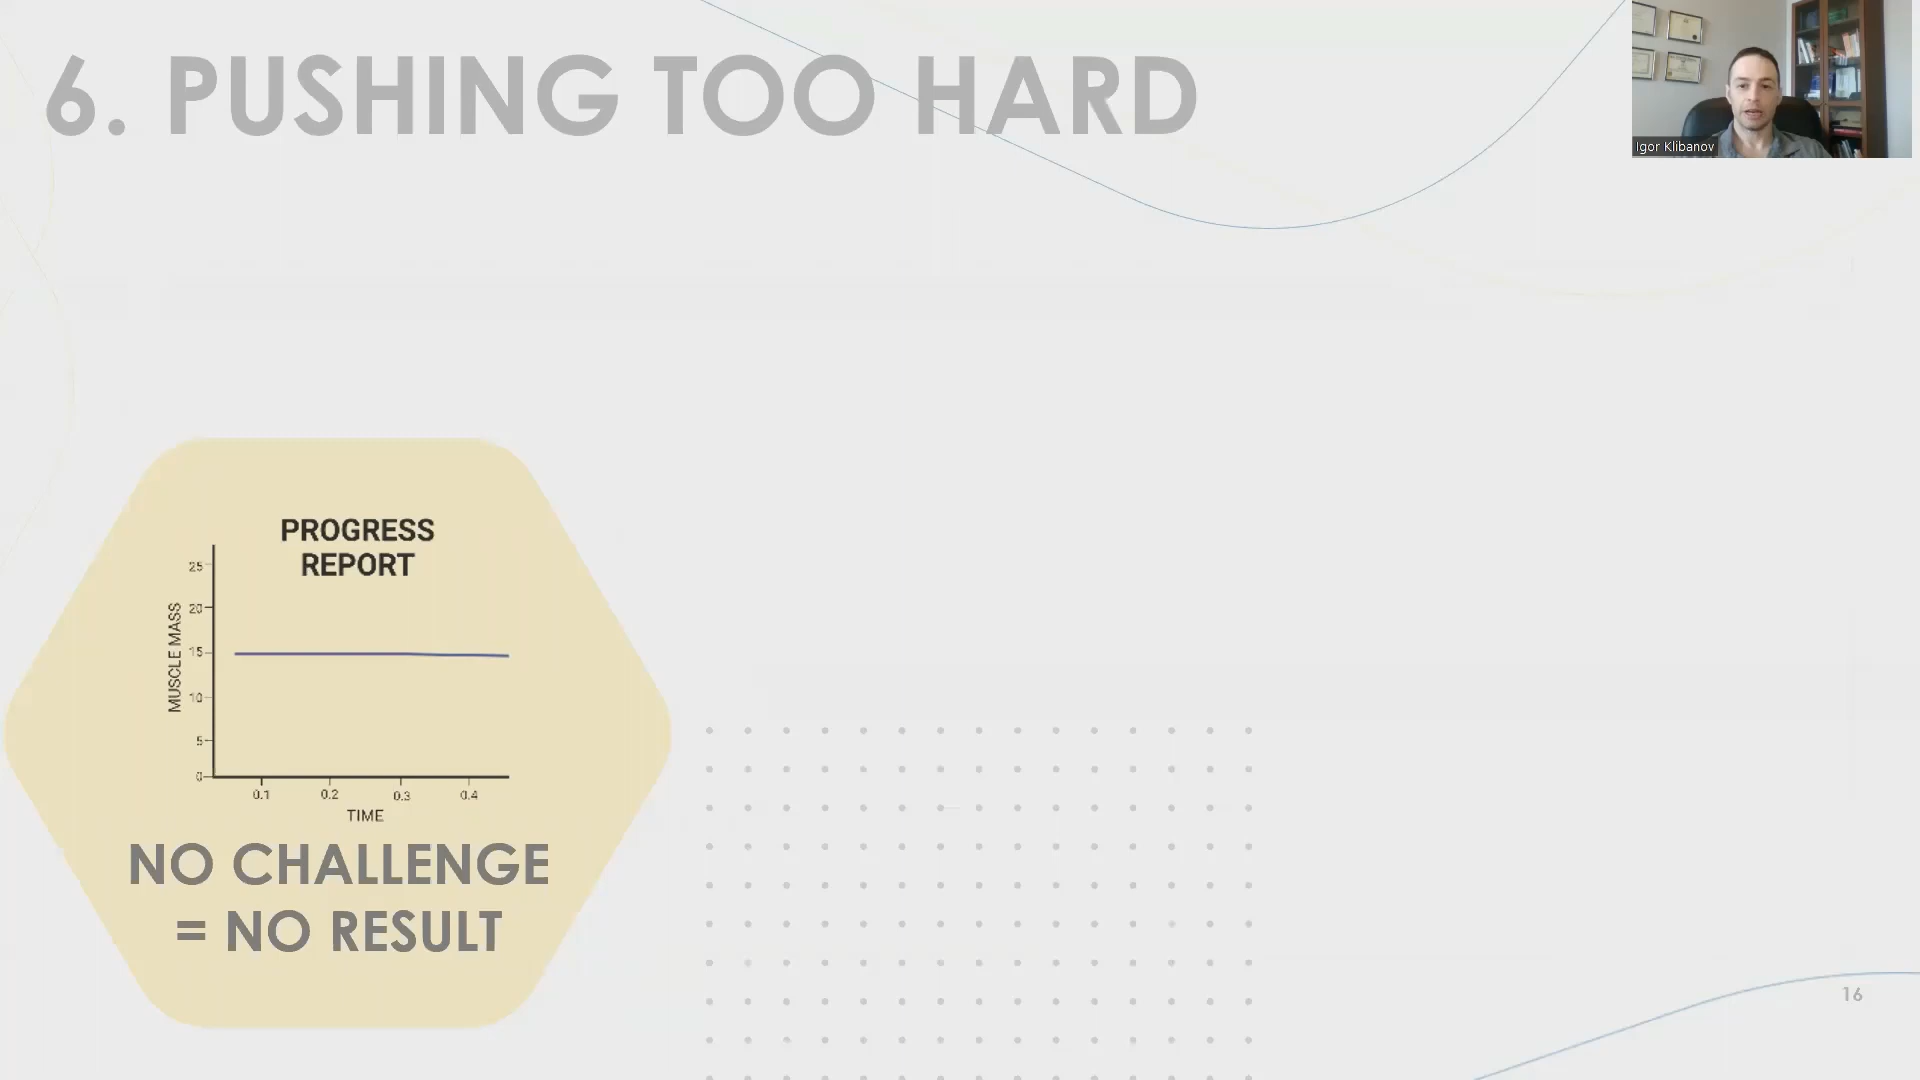 6. PUSHING TOO HARD
Igor Klibanov
PROGRESS
REPORT
MUSCLE MASS
25
20
15
10
5
0
0.1 0.2 0.3 0.4
TIME
NO CHALLENGE
= NO RESULT
16